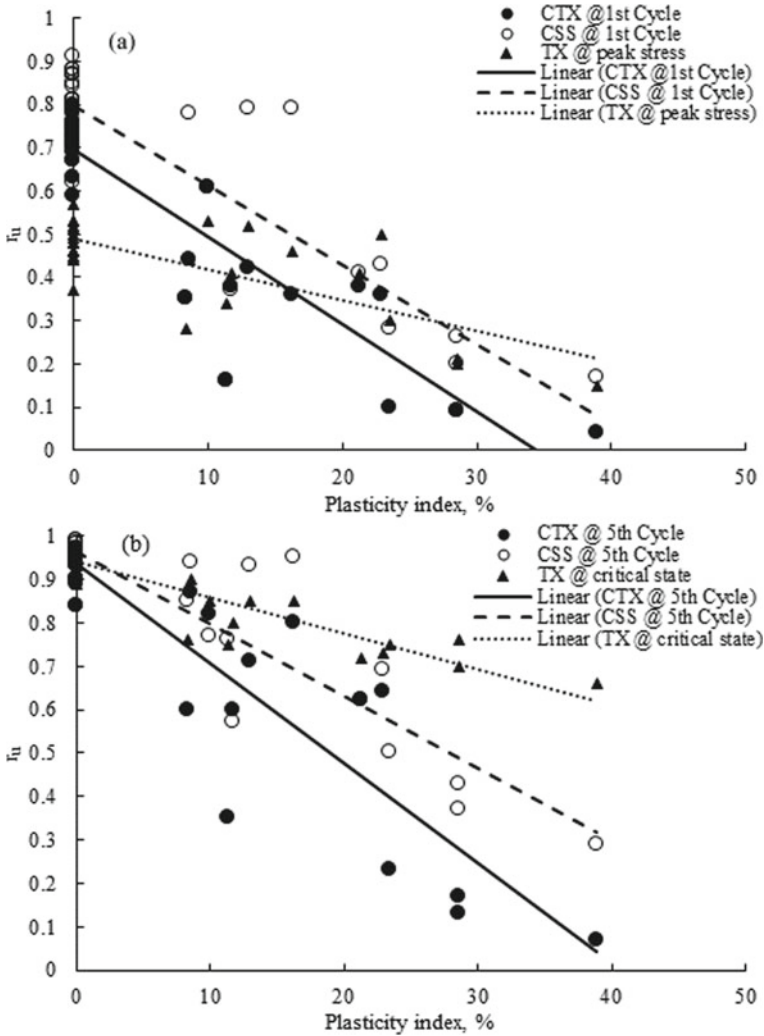 (a)
CTX @1st Cycle
CSS @ 1st Cycle
TX @ peak stress
Linear (CTX @1st Cycle)
Linear (CSS @ 1st Cycle)
Linear (TX @ peak stress)
1
0.9
0.8
0.7
0.6
0.5
0.4
0.3
0.2
0.1
0
ru
0 10 20 30 40 50
Plasticity index, %
(b)
CTX @ 5th Cycle
CSS @ 5th Cycle
TX @ critical state
Linear (CTX @ 5th Cycle)
Linear (CSS @ 5th Cycle)
Linear (TX @ critical state)
1
0.9
0.8
0.7
0.6
0.5
0.4
0.3
0.2
0.1
0
ru
0 10 20 30 40 50
Plasticity index, %